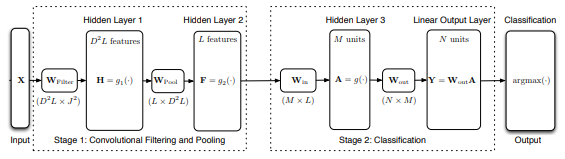 Hidden Layer 1
Hidden Layer 2
Hidden Layer 3
Linear Output Layer
Classification
D²L features
L features
M units
N units
X
W_Filter
H = g₁(·)
W_Pool
F = g₂(·)
W_in
A = g(·)
W_out
Y = W_out A
argmax(·)
(D²L × J²)
(L × D²L)
(M × L)
(N × M)
Input
Stage 1: Convolutional Filtering and Pooling
Stage 2: Classification
Output